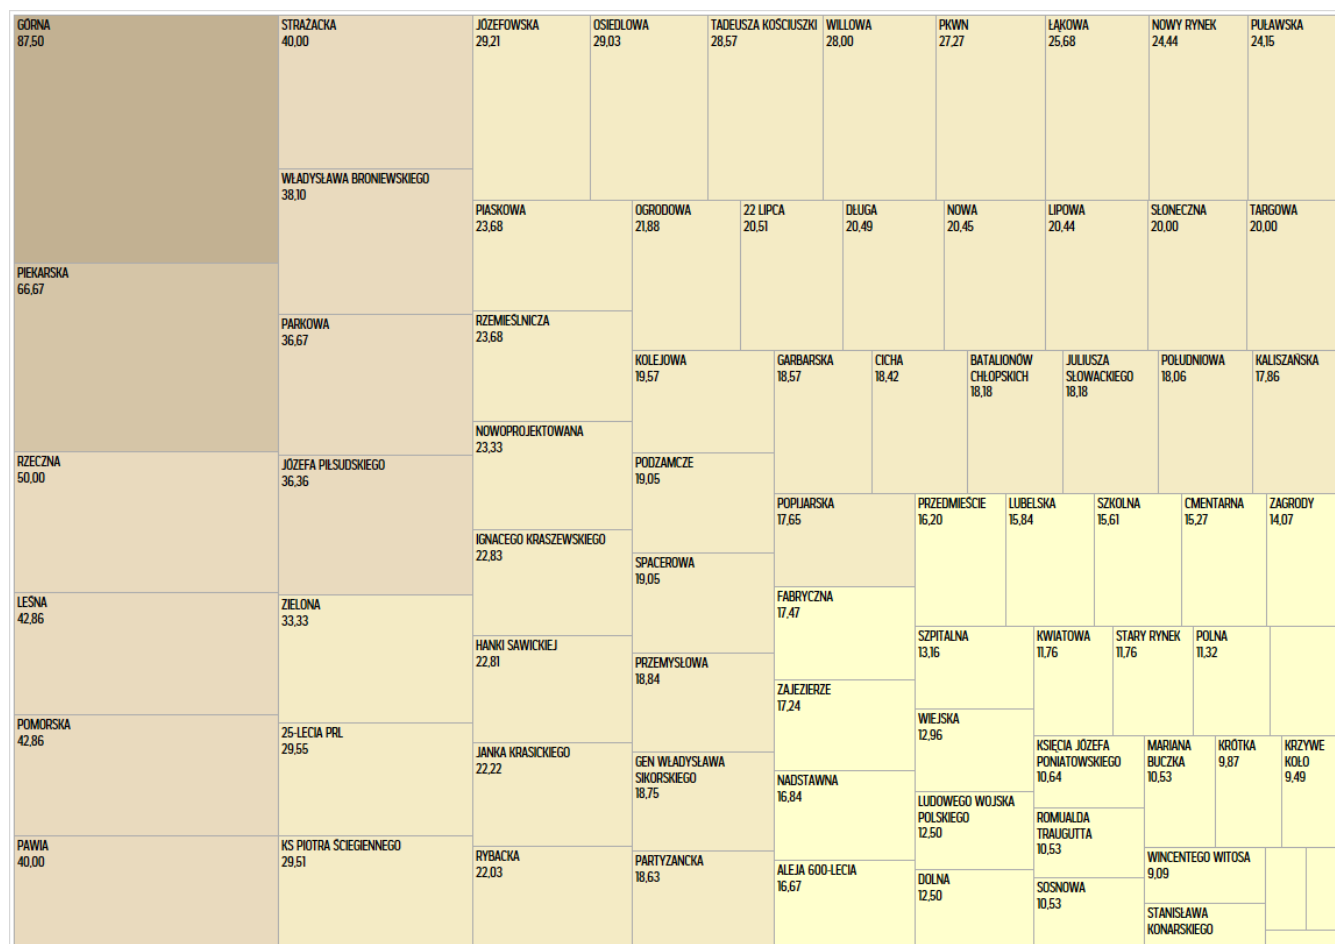 GÓRNA
87,50
PIEKARSKA
66,67
RZECZNA
50,00
LEŚNA
42,86
POMORSKA
42,86
PAWIA
40,00
STRAŻACKA
40,00
WŁADYSŁAWA BRONIEWSKIEGO
38,10
PARKOWA
36,67
JÓZEFA PIŁSUDSKIEGO
36,36
ZIELONA
33,33
25-LECIA PRL
29,55
KS PIOTRA ŚCIEGIENNEGO
29,51
JÓZEFOWSKA
29,21
OSIEDLOWA
29,03
TADEUSZA KOŚCIUSZKI
28,57
WILLOWA
28,00
PKWN
27,27
ŁĄKOWA
25,68
NOWY RYNEK
24,44
PUŁAWSKA
24,15
PIASKOWA
23,68
RZEMIEŚLNICZA
23,68
NOWOPROJEKTOWANA
23,33
IGNACEGO KRASZEWSKIEGO
22,83
HANKI SAWICKIEJ
22,81
JANKA KRASICKIEGO
22,22
RYBACKA
22,03
OGRODOWA
21,88
22 LIPCA
20,51
DŁUGA
20,49
NOWA
20,45
LIPOWA
20,44
SŁONECZNA
20,00
TARGOWA
20,00
KOLEJOWA
19,57
PODZAMCZE
19,05
SPACEROWA
19,05
PRZEMYSŁOWA
18,84
GEN WŁADYSŁAWA
SIKORSKIEGO
18,75
PARTYZANCKA
18,63
GARBARSKA
18,57
CICHA
18,42
BATALIONÓW
CHŁOPSKICH
18,18
JULIUSZA
SŁOWACKIEGO
18,18
POŁUDNIOWA
18,06
KALISZAŃSKA
17,86
POPIJARSKA
17,65
FABRYCZNA
17,47
ZAJEZIERZE
17,24
NADSTAWNA
16,84
ALEJA 600-LECIA
16,67
PRZEDMIEŚCIE
16,20
LUBELSKA
15,84
SZKOLNA
15,61
CMENTARNA
15,27
ZAGRODY
14,07
SZPITALNA
13,16
WIEJSKA
12,96
LUDOWEGO WOJSKA
POLSKIEGO
12,50
DOLNA
12,50
KWIATOWA
11,76
STARY RYNEK
11,76
POLNA
11,32
KSIĘCIA JÓZEFA
PONIATOWSKIEGO
10,64
ROMUALDA
TRAUGUTTA
10,53
SOSNOWA
10,53
MARIANA
BUCZKA
10,53
KRÓTKA
9,87
KRZYWE
KOŁO
9,49
WINCENTEGO WITOSA
9,09
STANISŁAWA
KONARSKIEGO